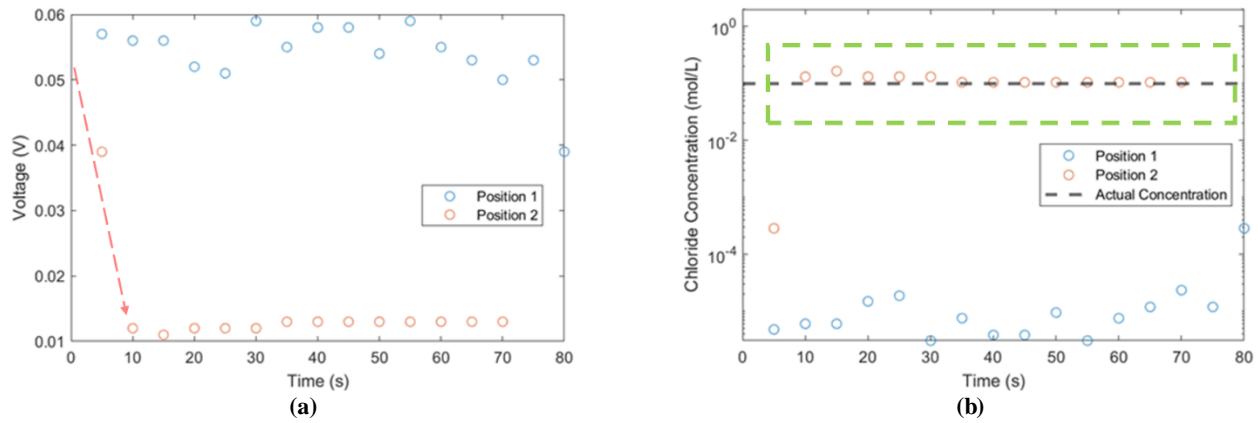 0.06
0.05
0.04
0.03
0.02
0.01
Voltage (V)
Position 1
Position 2
0 10 20 30 40 50 60 70 80
Time (s)
(a)
10^0
10^-2
10^-4
Chloride Concentration (mol/L)
Position 1
Position 2
Actual Concentration
0 10 20 30 40 50 60 70 80
Time (s)
(b)